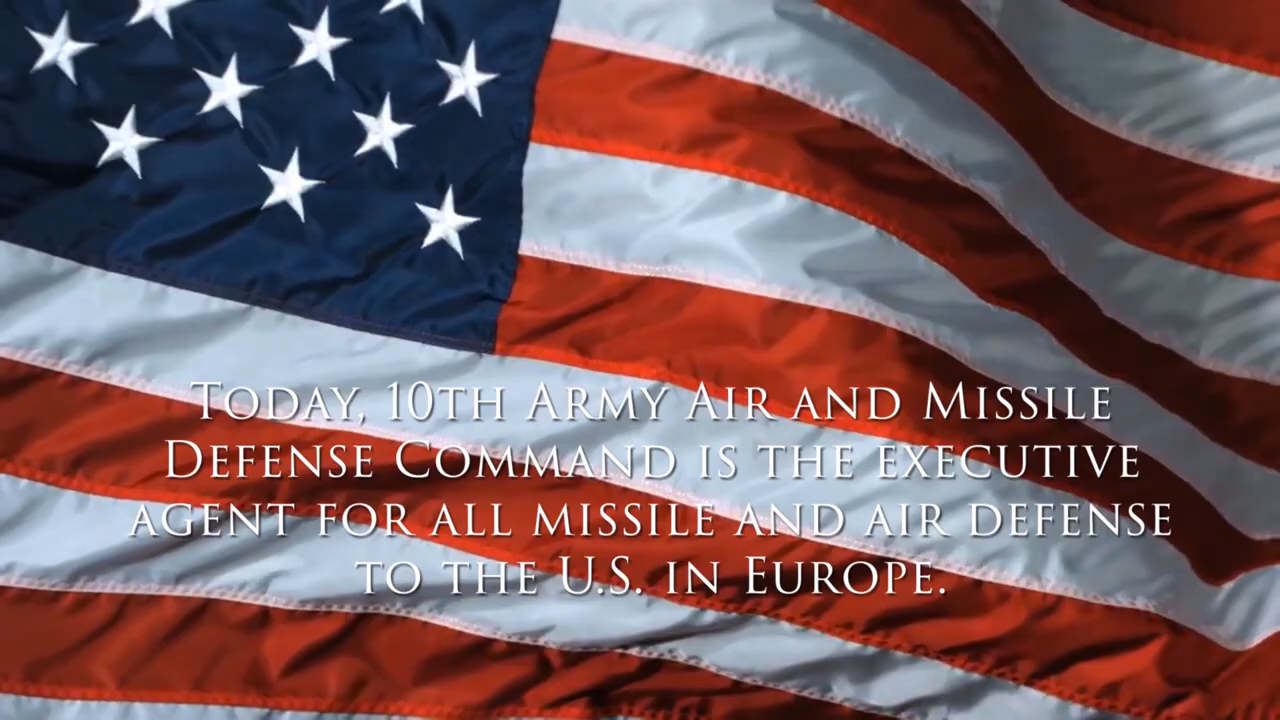 Today, 10th Army Air and Missile
Defense Command is the executive
agent for all missile and air defense
to the U.S. in Europe.